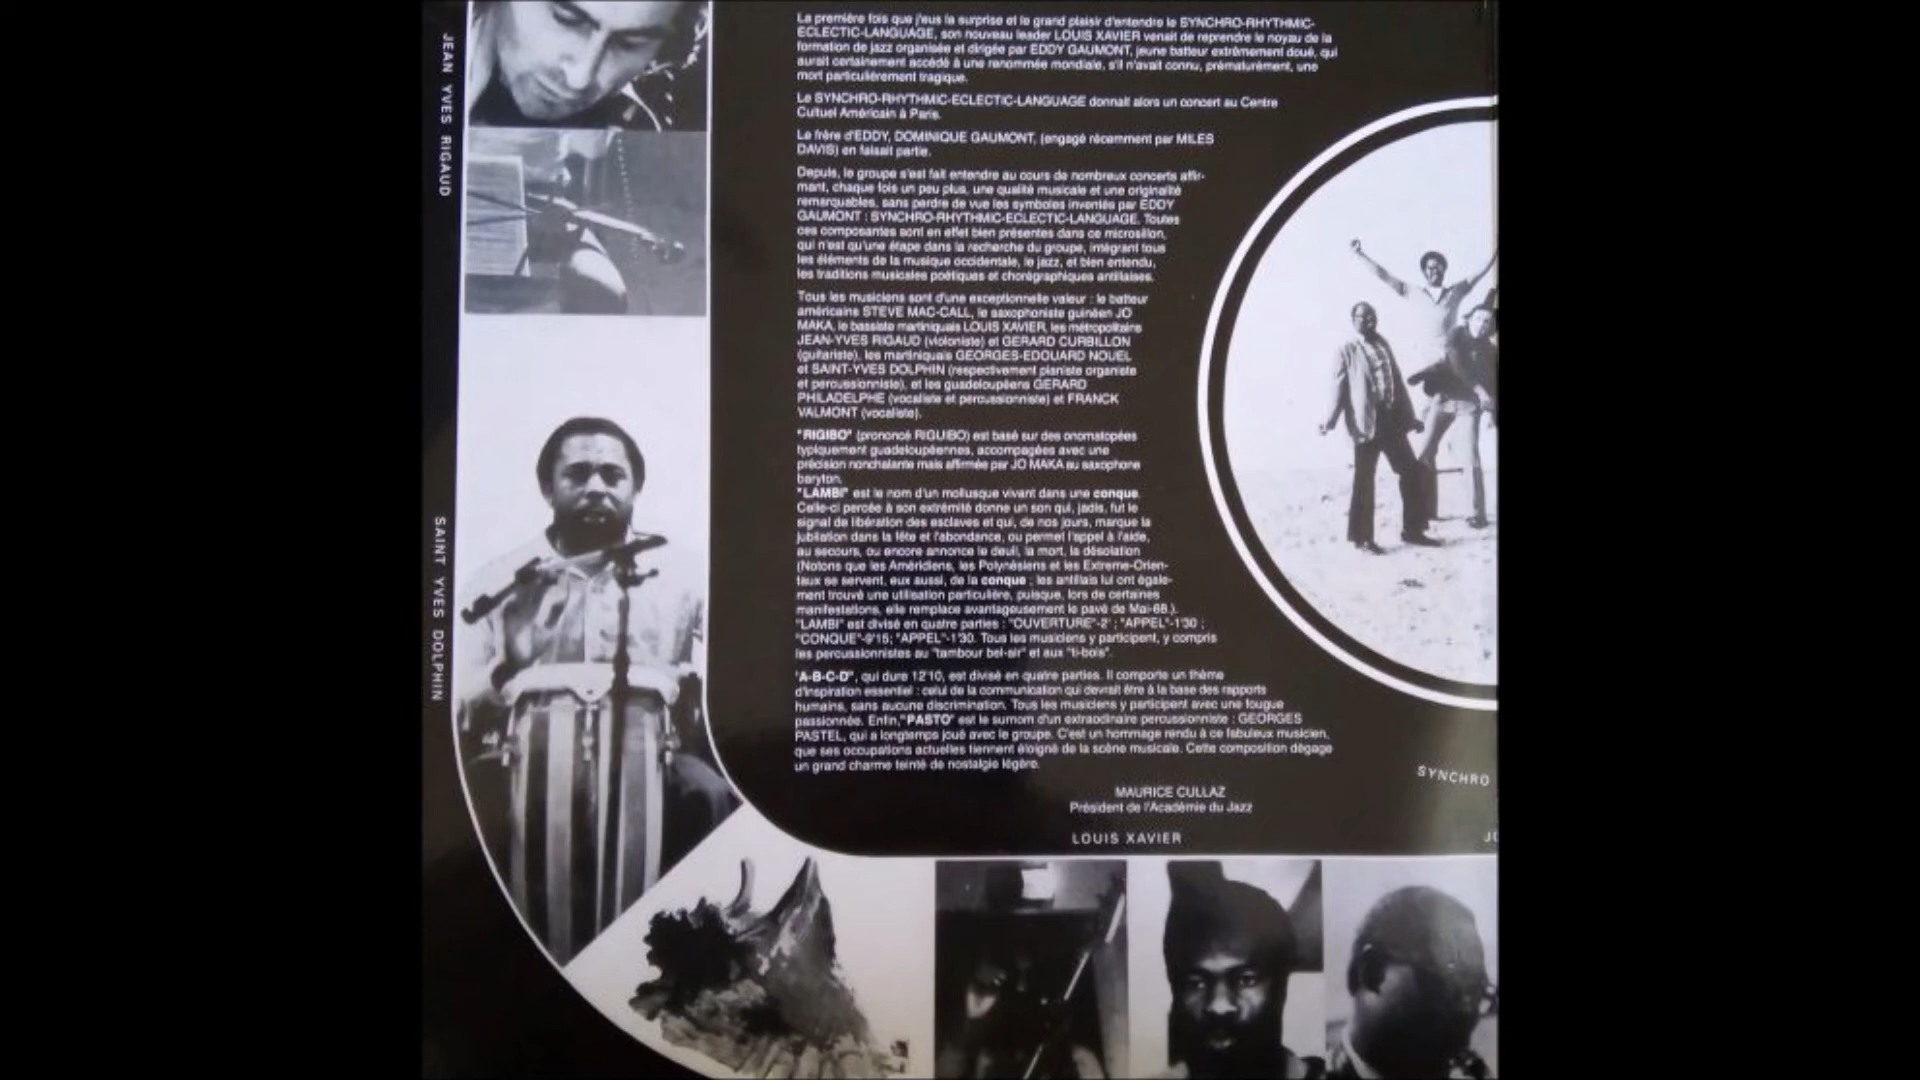 JEAN YVES RIGAUD
SAINT YVES DOLPHIN
La première fois que j'eus la surprise et le grand plaisir d'entendre le SYNCHRO-RHYTHMIC-
ECLECTIC-LANGUAGE, son nouveau leader LOUIS XAVIER venait de reprendre le noyau de la
formation de jazz organisée et dirigée par EDDY GAUMONT, jeune batteur extrêmement doué, qui
aurait certainement accédé à une renommée mondiale, s'il n'avait connu, prématurément, une
mort particulièrement tragique.
Le SYNCHRO-RHYTHMIC-ECLECTIC-LANGUAGE donnait alors un concert au Centre
Cultuel Américain à Paris.
Le frère d'EDDY, DOMINIQUE GAUMONT, (engagé récemment par MILES
DAVIS) en faisait partie.
Depuis, le groupe s'est fait entendre au cours de nombreux concerts affir-
mant, chaque fois un peu plus, une qualité musicale et une originalité
remarquables, sans perdre de vue les symboles inventés par EDDY
GAUMONT : SYNCHRO-RHYTHMIC-ECLECTIC-LANGUAGE. Toutes
ces composantes sont en effet bien présentes dans ce microsillon,
qui n'est qu'une étape dans la recherche du groupe, intégrant tous
les éléments de la musique occidentale, le jazz, et bien entendu,
les traditions musicales poétiques et chorégraphiques antillaises.
Tous les musiciens sont d'une exceptionnelle valeur : le batteur
américains STEVE MAC-CALL, le saxophoniste guinéen JO
MAKA, le bassiste martiniquais LOUIS XAVIER, les métropolitains
JEAN-YVES RIGAUD (violoniste) et GERARD CURBILLON
(guitariste), les martiniquais GEORGES-EDOUARD NOUEL
et SAINT-YVES DOLPHIN (respectivement pianiste organiste
et percussionniste), et les guadeloupéens GERARD
PHILADELPHE (vocaliste et percussionniste) et FRANCK
VALMONT (vocaliste).
"RIGIBO" (prononcé RIGUIBO) est basé sur des onomatopées
typiquement guadeloupéennes, accompagnées avec une
précision nonchalante mais affirmée par JO MAKA au saxophone
baryton.
"LAMBI" est le nom d'un mollusque vivant dans une conque.
Celle-ci percée à son extrémité donne un son qui, jadis, fut le
signal de libération des esclaves et qui, de nos jours, marque la
jubilation dans la fête et l'abondance, ou permet l'appel à l'aide,
au secours, ou encore annonce le deuil, la mort, la désolation
(Notons que les Amérdiens, les Polynésiens et les Extreme-Orien-
taux se servent, eux aussi, de la conque ; les antillais lui ont égale-
ment trouvé une utilisation particulière, puisque, lors de certaines
manifestations, elle remplace avantageusement le pavé de Mai-68.).
"LAMBI" est divisé en quatre parties : "OUVERTURE"-2' ; "APPEL"-1'30 ;
"CONQUE"-9'15; "APPEL"-1'30. Tous les musiciens y participent, y compris
les percussionnistes au "tambour bel-air" et aux "ti-bois".
"A-B-C-D", qui dure 12'10, est divisé en quatre parties. Il comporte un thème
d'inspiration essentiel : celui de la communication qui devrait être à la base des rapports
humains, sans aucune discrimination. Tous les musiciens y participent avec une fougue
passionnée. Enfin, "PASTO" est le surnom d'un extraodinaire percussionniste : GEORGES
PASTEL, qui a longtemps joué avec le groupe. C'est un hommage rendu à ce fabuleux musicien,
que ses occupations actuelles tiennent éloigné de la scène musicale. Cette composition dégage
un grand charme teinté de nostalgie légère.
MAURICE CULLAZ
Président de l'Académie du Jazz
SYNCHRO
LOUIS XAVIER
JO